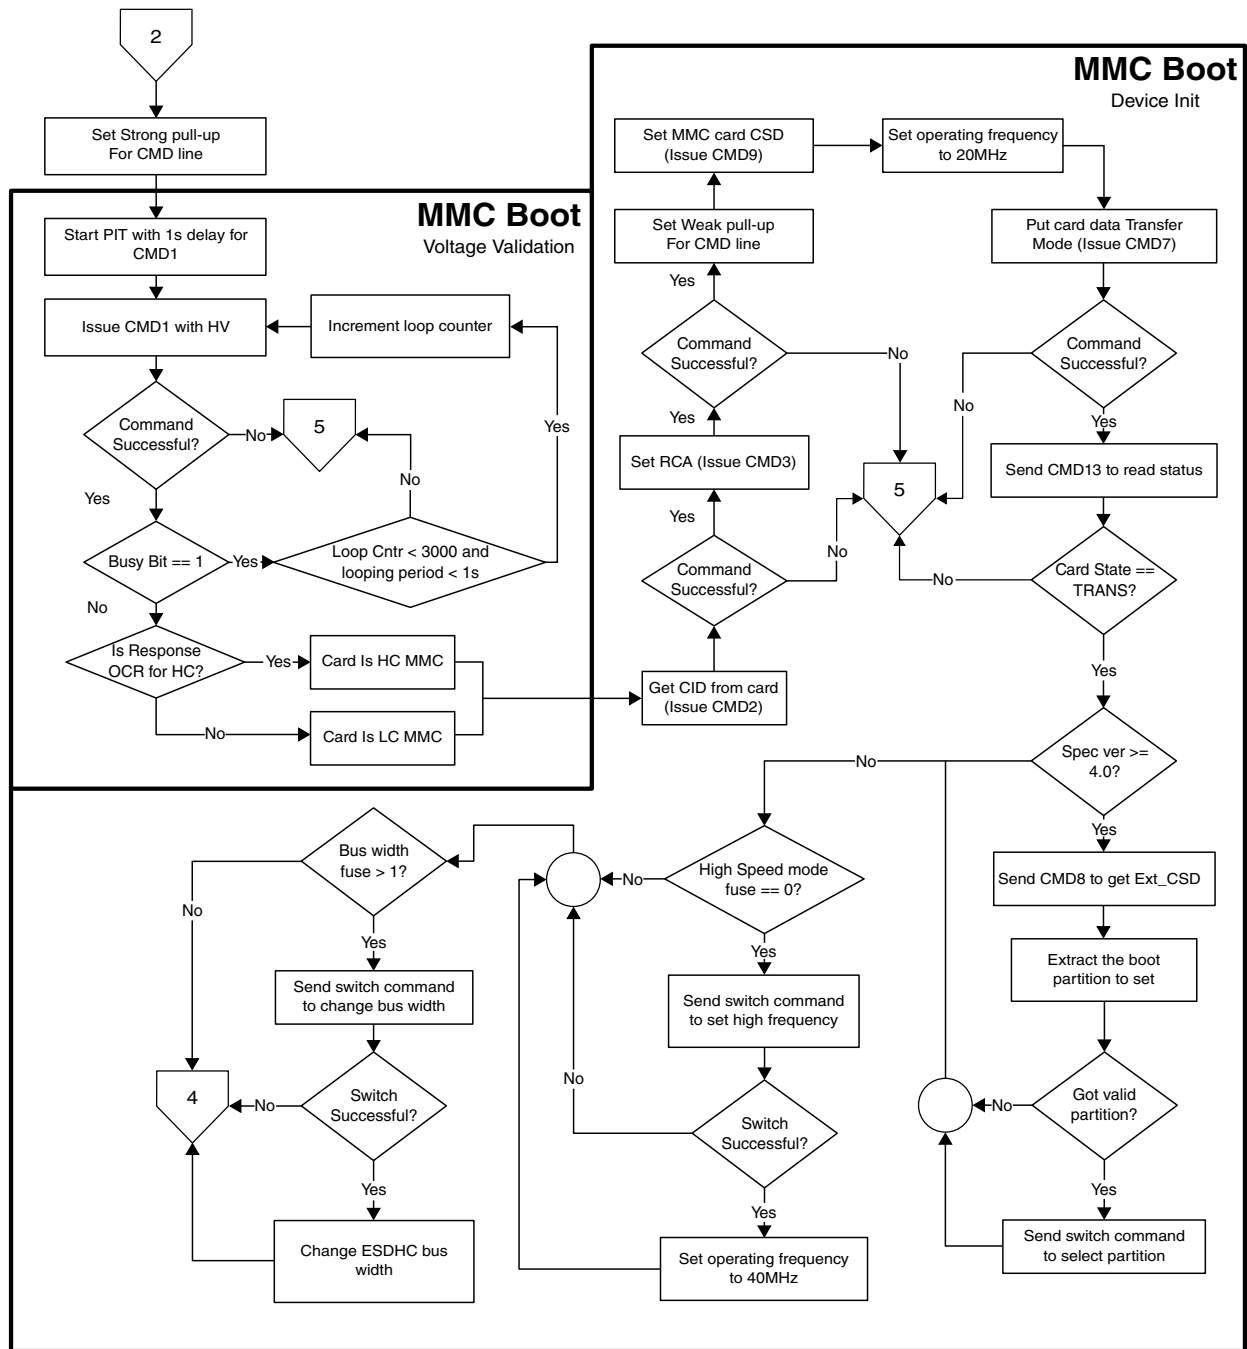 2
Set Strong pull-up
For CMD line
MMC Boot
Voltage Validation
Start PIT with 1s delay for
CMD1
Issue CMD1 with HV
Increment loop counter
Command
Successful?
No
5
Yes
No
Yes
Busy Bit == 1
Yes
Loop Cntr < 3000 and
looping period < 1s
No
Is Response
OCR for HC?
Yes
Card Is HC MMC
No
Card Is LC MMC
MMC Boot
Device Init
Set MMC card CSD
(Issue CMD9)
Set operating frequency
to 20MHz
Set Weak pull-up
For CMD line
Put card data Transfer
Mode (Issue CMD7)
Yes
Command
Successful?
No
Command
Successful?
No
Yes
Yes
Set RCA (Issue CMD3)
5
Send CMD13 to read status
Yes
No
Command
Successful?
No
Card State ==
TRANS?
Yes
Get CID from card
(Issue CMD2)
Spec ver >=
4.0?
No
Yes
Send CMD8 to get Ext_CSD
Extract the boot
partition to set
Got valid
partition?
No
Yes
Send switch command
to select partition
High Speed mode
fuse == 0?
No
Yes
Send switch command
to set high frequency
No
Switch
Successful?
Yes
Set operating frequency
to 40MHz
Bus width
fuse > 1?
No
Yes
Send switch command
to change bus width
4
No
Switch
Successful?
Yes
Change ESDHC bus
width